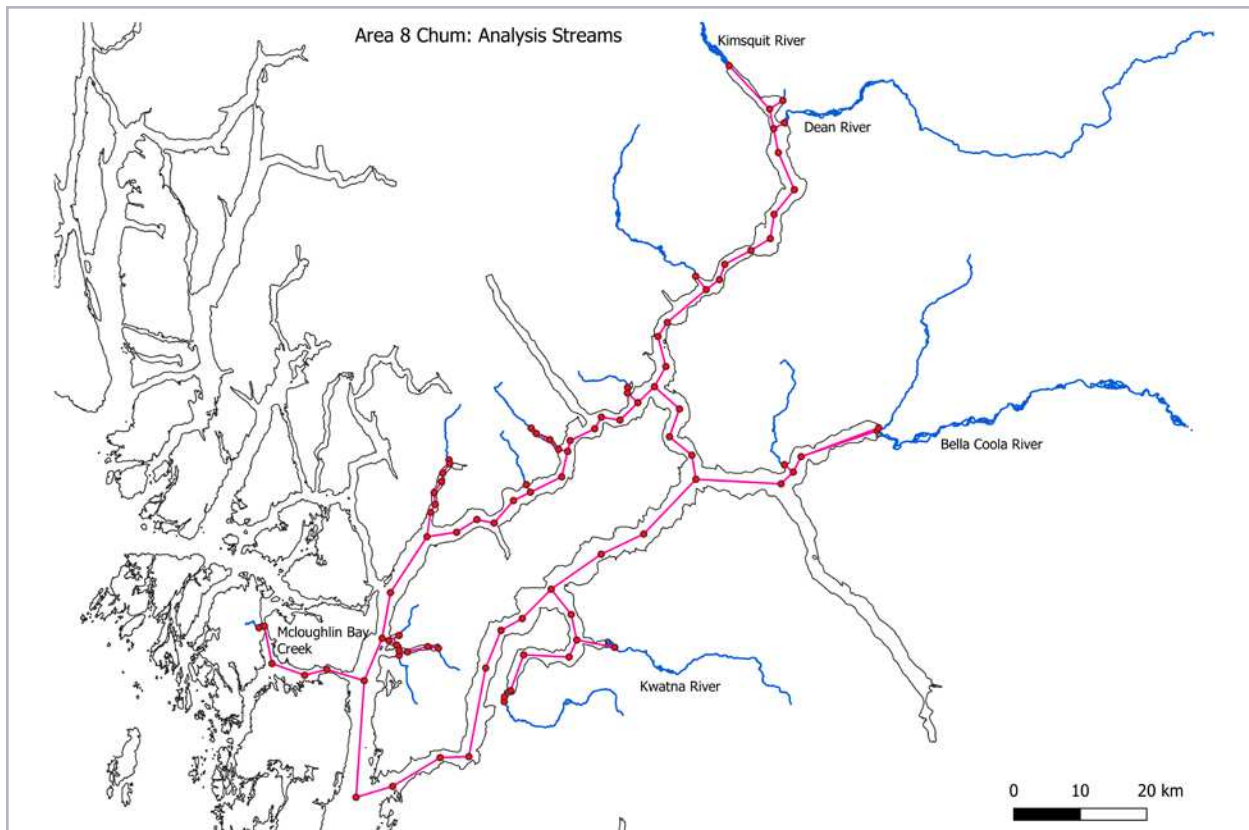 Area 8 Chum: Analysis Streams
Kimsquit River
Dean River
Bella Coola River
Mcloughlin Bay
Creek
Kwatna River
0 10 20 km